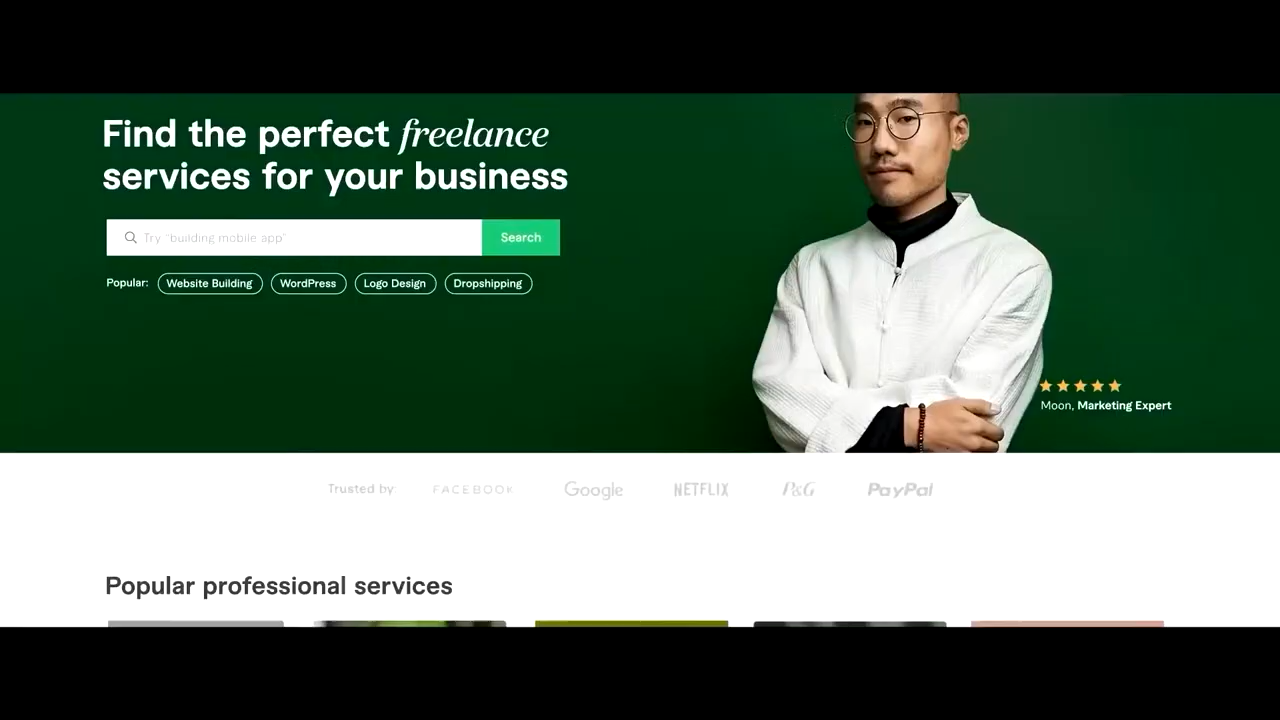 Find the perfect freelance
services for your business
Try "building mobile app"
Search
Popular:
Website Building
WordPress
Logo Design
Dropshipping
Moon, Marketing Expert
Trusted by:
FACEBOOK
Google
NETFLIX
P&G
PayPal
Popular professional services